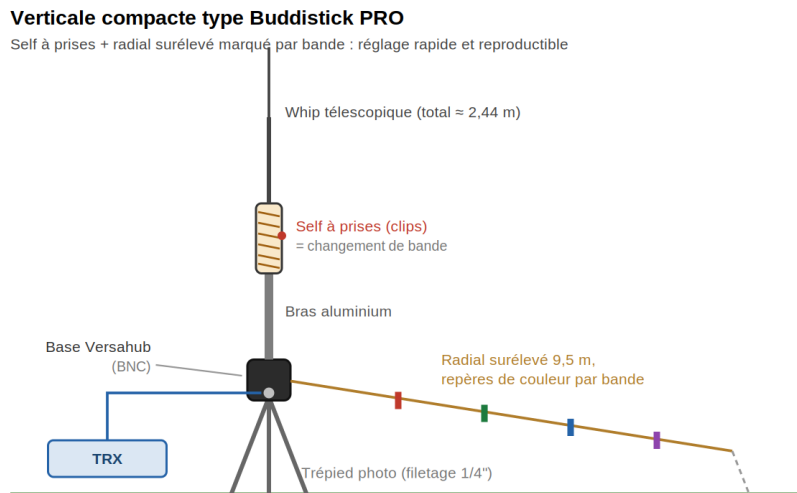 Verticale compacte type Buddistick PRO
Self à prises + radial surélevé marqué par bande : réglage rapide et reproductible
Whip télescopique (total ≈ 2,44 m)
Self à prises (clips)
= changement de bande
Bras aluminium
Base Versahub
(BNC)
Radial surélevé 9,5 m,
repères de couleur par bande
TRX
Trépied photo (filetage 1/4")